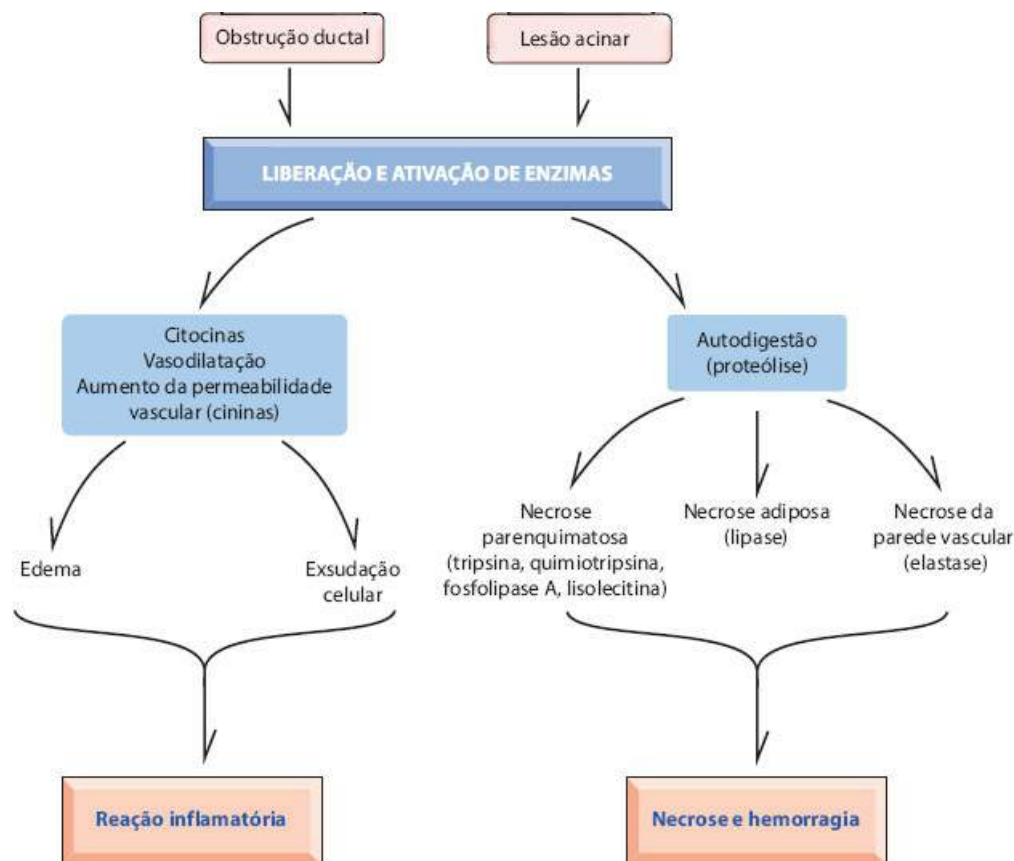 Obstrução ductal
Lesão acinar
LIBERAÇÃO E ATIVAÇÃO DE ENZIMAS
Citocinas
Vasodilatação
Aumento da permeabilidade
vascular (cininas)
Autodigestão
(proteólise)
Edema
Exsudação
celular
Necrose
parenquimatosa
(tripsina, quimiotripsina,
fosfolipase A, lisolecitina)
Necrose adiposa
(lipase)
Necrose da
parede vascular
(elastase)
Reação inflamatória
Necrose e hemorragia